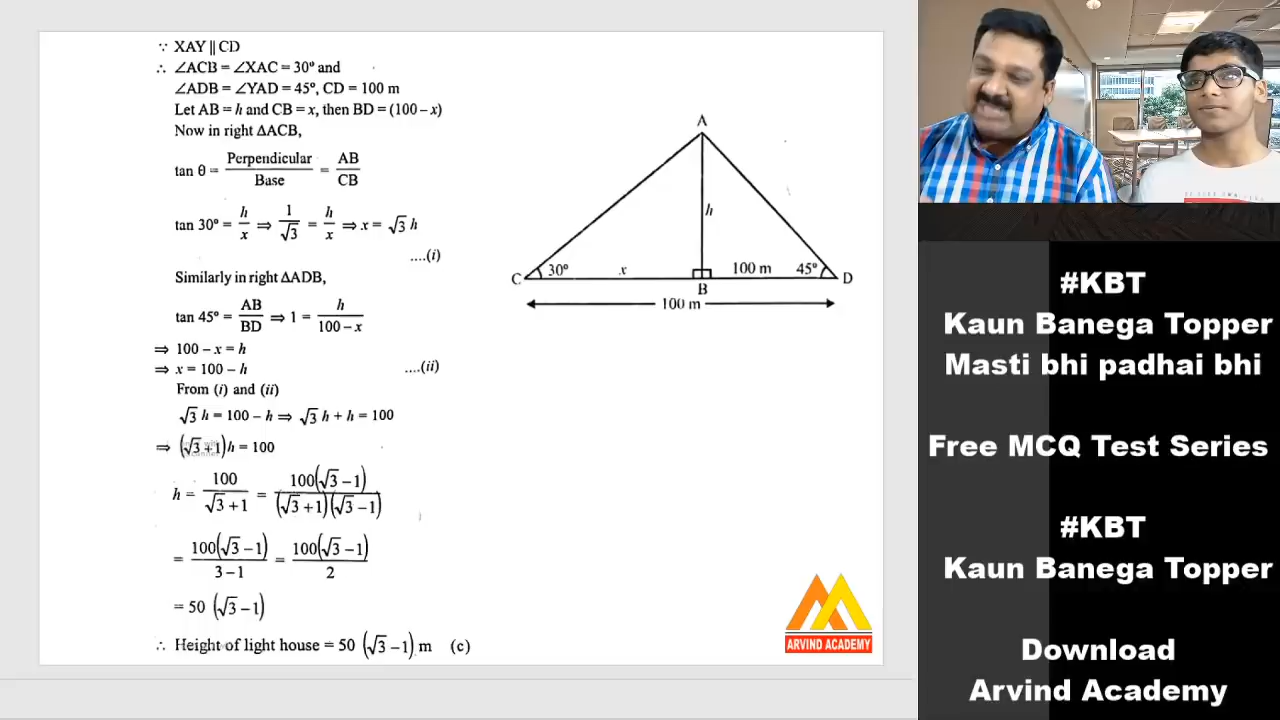 ∵ XAY || CD
∴ ∠ACB = ∠XAC = 30° and
∠ADB = ∠YAD = 45°, CD = 100 m
Let AB = h and CB = x, then BD = (100 – x)
Now in right ΔACB,
tan θ = Perpendicular / Base = AB / CB
tan 30° = h / x ⇒ 1 / √3 = h / x ⇒ x = √3 h
....(i)
Similarly in right ΔADB,
tan 45° = AB / BD ⇒ 1 = h / 100 – x
⇒ 100 – x = h
⇒ x = 100 – h ....(ii)
From (i) and (ii)
√3 h = 100 – h ⇒ √3 h + h = 100
⇒ (√3 + 1)h = 100
h = 100 / √3 + 1 = 100(√3 – 1) / (√3 + 1)(√3 – 1)
= 100(√3 – 1) / 3 – 1 = 100(√3 – 1) / 2
= 50 (√3 – 1)
∴ Height of light house = 50 (√3 – 1) m (c)
A
h
C 30° x B 100 m 45° D
100 m
ARVIND ACADEMY
#KBT
Kaun Banega Topper
Masti bhi padhai bhi
Free MCQ Test Series
#KBT
Kaun Banega Topper
Download
Arvind Academy